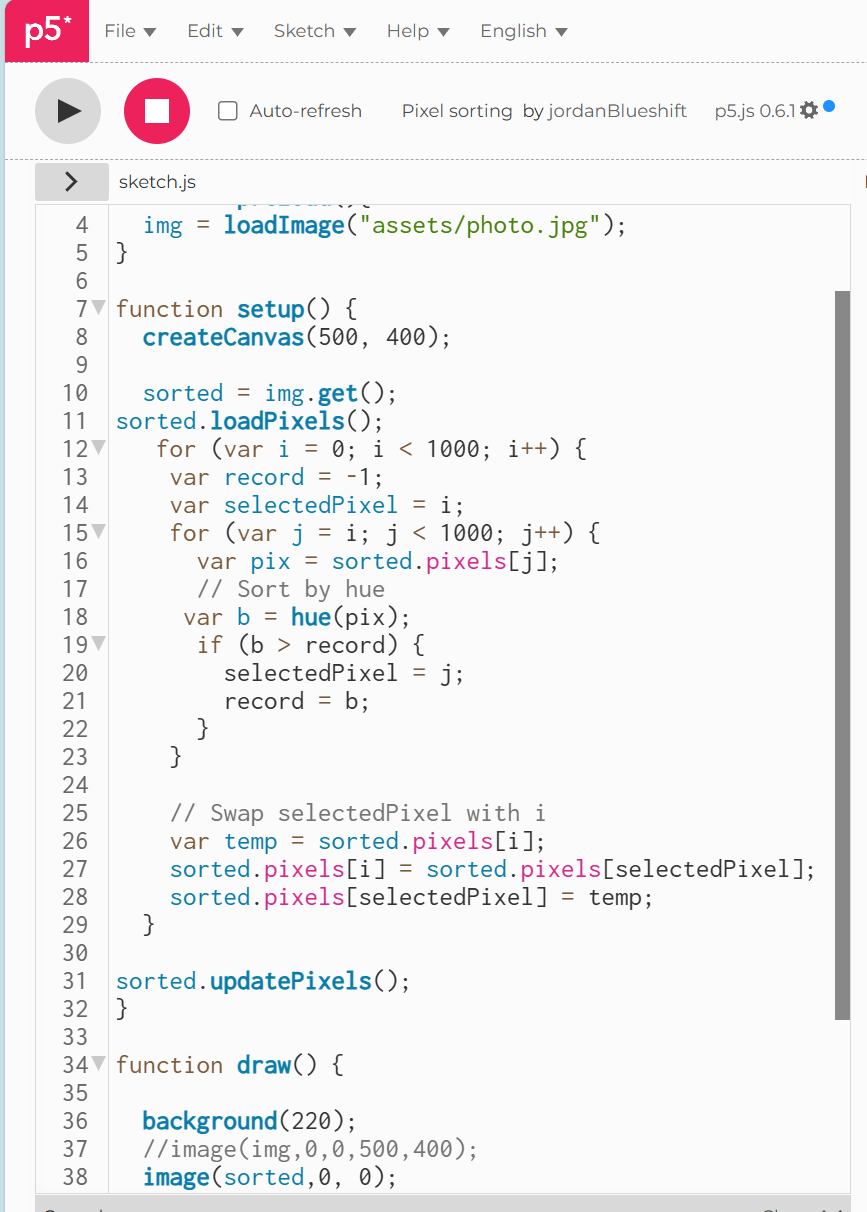 p5* File Edit Sketch Help English
Auto-refresh Pixel sorting by jordanBlueshift p5.js 0.6.1
sketch.js
4 img = loadImage("assets/photo.jpg");
5 }
6
7 function setup() {
8 createCanvas(500, 400);
9
10 sorted = img.get();
11 sorted.loadPixels();
12 for (var i = 0; i < 1000; i++) {
13 var record = -1;
14 var selectedPixel = i;
15 for (var j = i; j < 1000; j++) {
16 var pix = sorted.pixels[j];
17 // Sort by hue
18 var b = hue(pix);
19 if (b > record) {
20 selectedPixel = j;
21 record = b;
22 }
23 }
24
25 // Swap selectedPixel with i
26 var temp = sorted.pixels[i];
27 sorted.pixels[i] = sorted.pixels[selectedPixel];
28 sorted.pixels[selectedPixel] = temp;
29 }
30
31 sorted.updatePixels();
32 }
33
34 function draw() {
35
36 background(220);
37 //image(img,0,0,500,400);
38 image(sorted,0, 0);